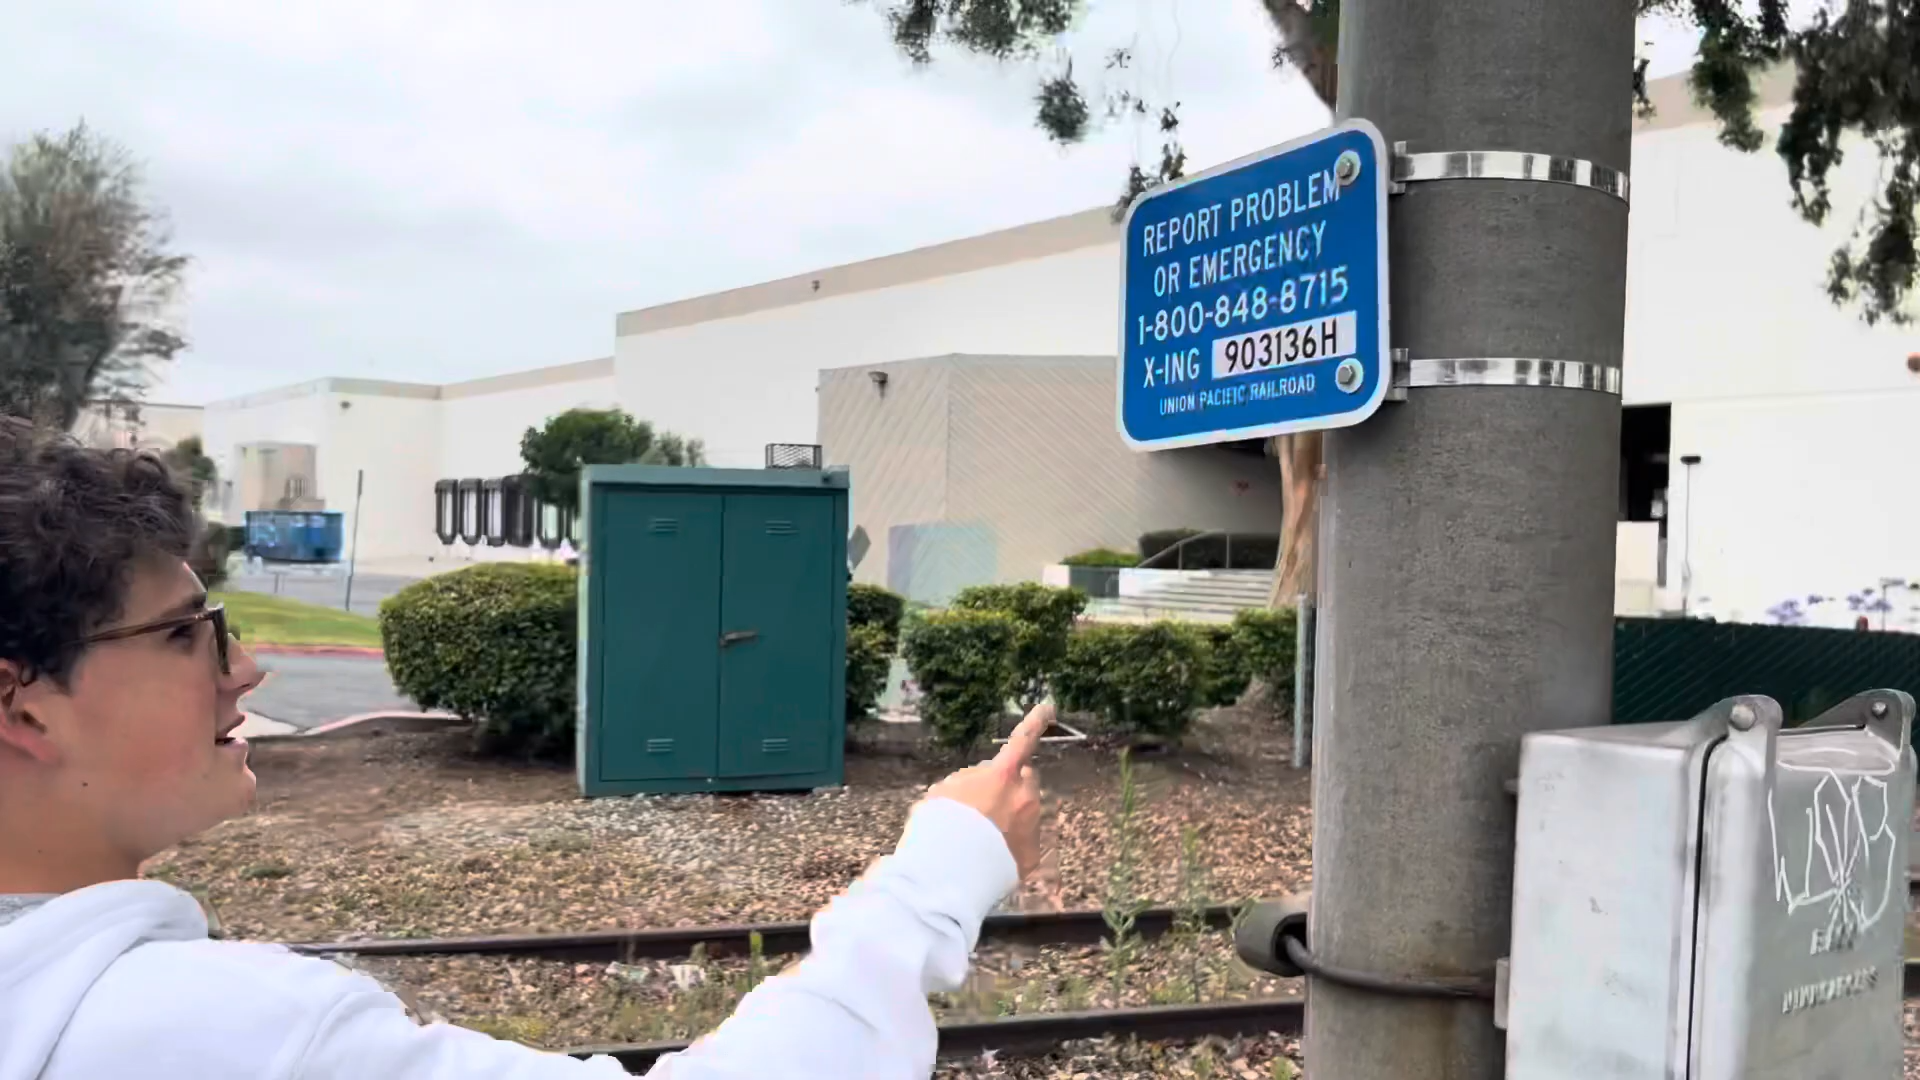 REPORT PROBLEM
OR EMERGENCY
1-800-848-8715
X-ING 903136H
UNION PACIFIC RAILROAD